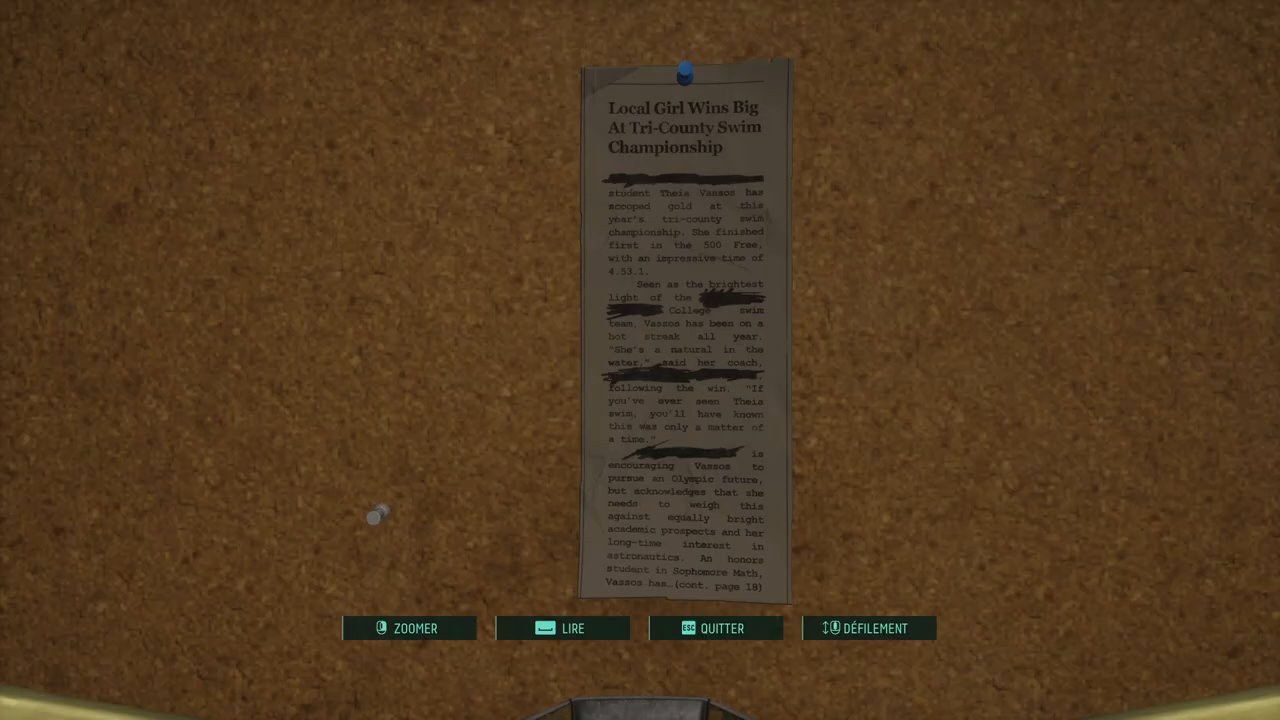 Local Girl Wins Big
At Tri-County Swim
Championship
student Theia Vassos has
scooped gold at this
year's tri-county swim
championship. She finished
first in the 500 Free,
with an impressive time of
4.53.1.
Seen as the brightest
light of the
College swim
team, Vassos has been on a
hot streak all year.
"She's a natural in the
water," said her coach,
following the win. "If
you've ever seen Theia
swim, you'll have known
this was only a matter of
a time."
is
encouraging Vassos to
pursue an Olympic future,
but acknowledges that she
needs to weigh this
against equally bright
academic prospects and her
long-time interest in
astronautics. An honors
student in Sophomore Math,
Vassos has…(cont. page 18)
ZOOMER
LIRE
ESC QUITTER
DÉFILEMENT